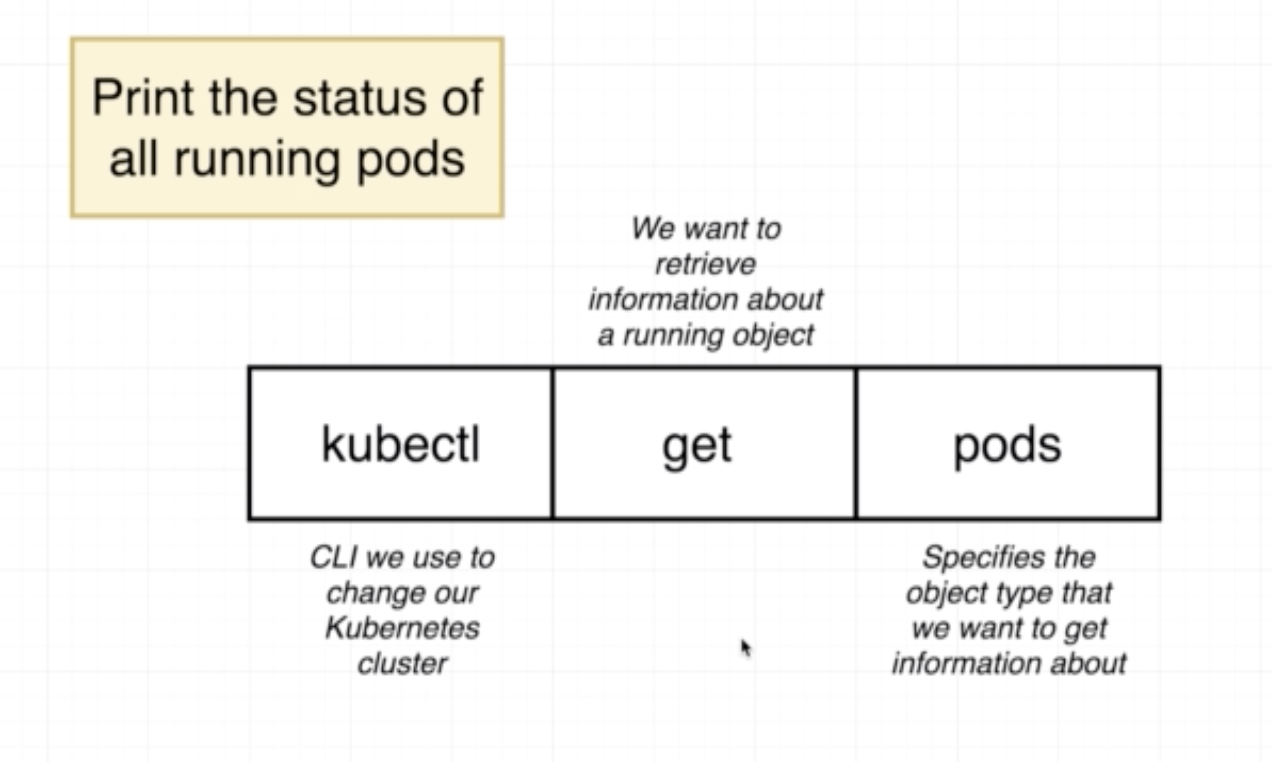 Print the status of
all running pods
We want to
retrieve
information about
a running object
kubectl
get
pods
CLI we use to
change our
Kubernetes
cluster
Specifies the
object type that
we want to get
information about